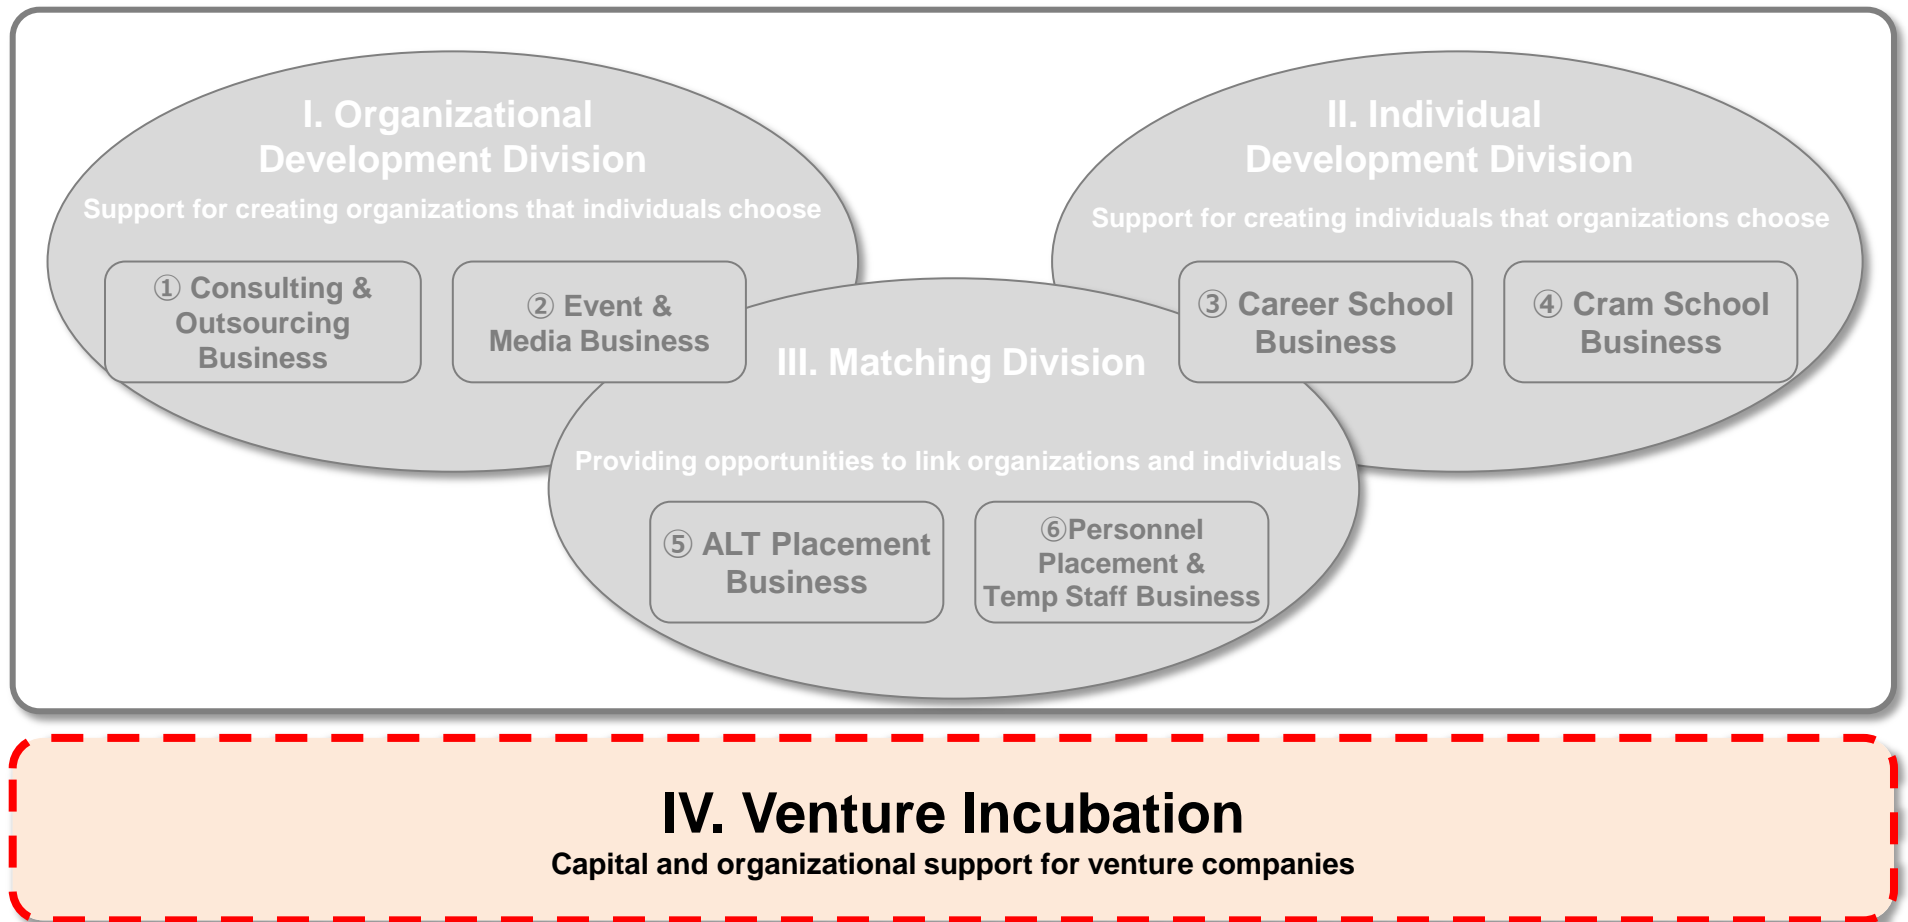 I. Organizational
Development Division
Support for creating organizations that individuals choose
① Consulting &
Outsourcing
Business
② Event &
Media Business
II. Individual
Development Division
Support for creating individuals that organizations choose
③ Career School
Business
④ Cram School
Business
III. Matching Division
Providing opportunities to link organizations and individuals
⑤ ALT Placement
Business
⑥Personnel
Placement &
Temp Staff Business
IV. Venture Incubation
Capital and organizational support for venture companies